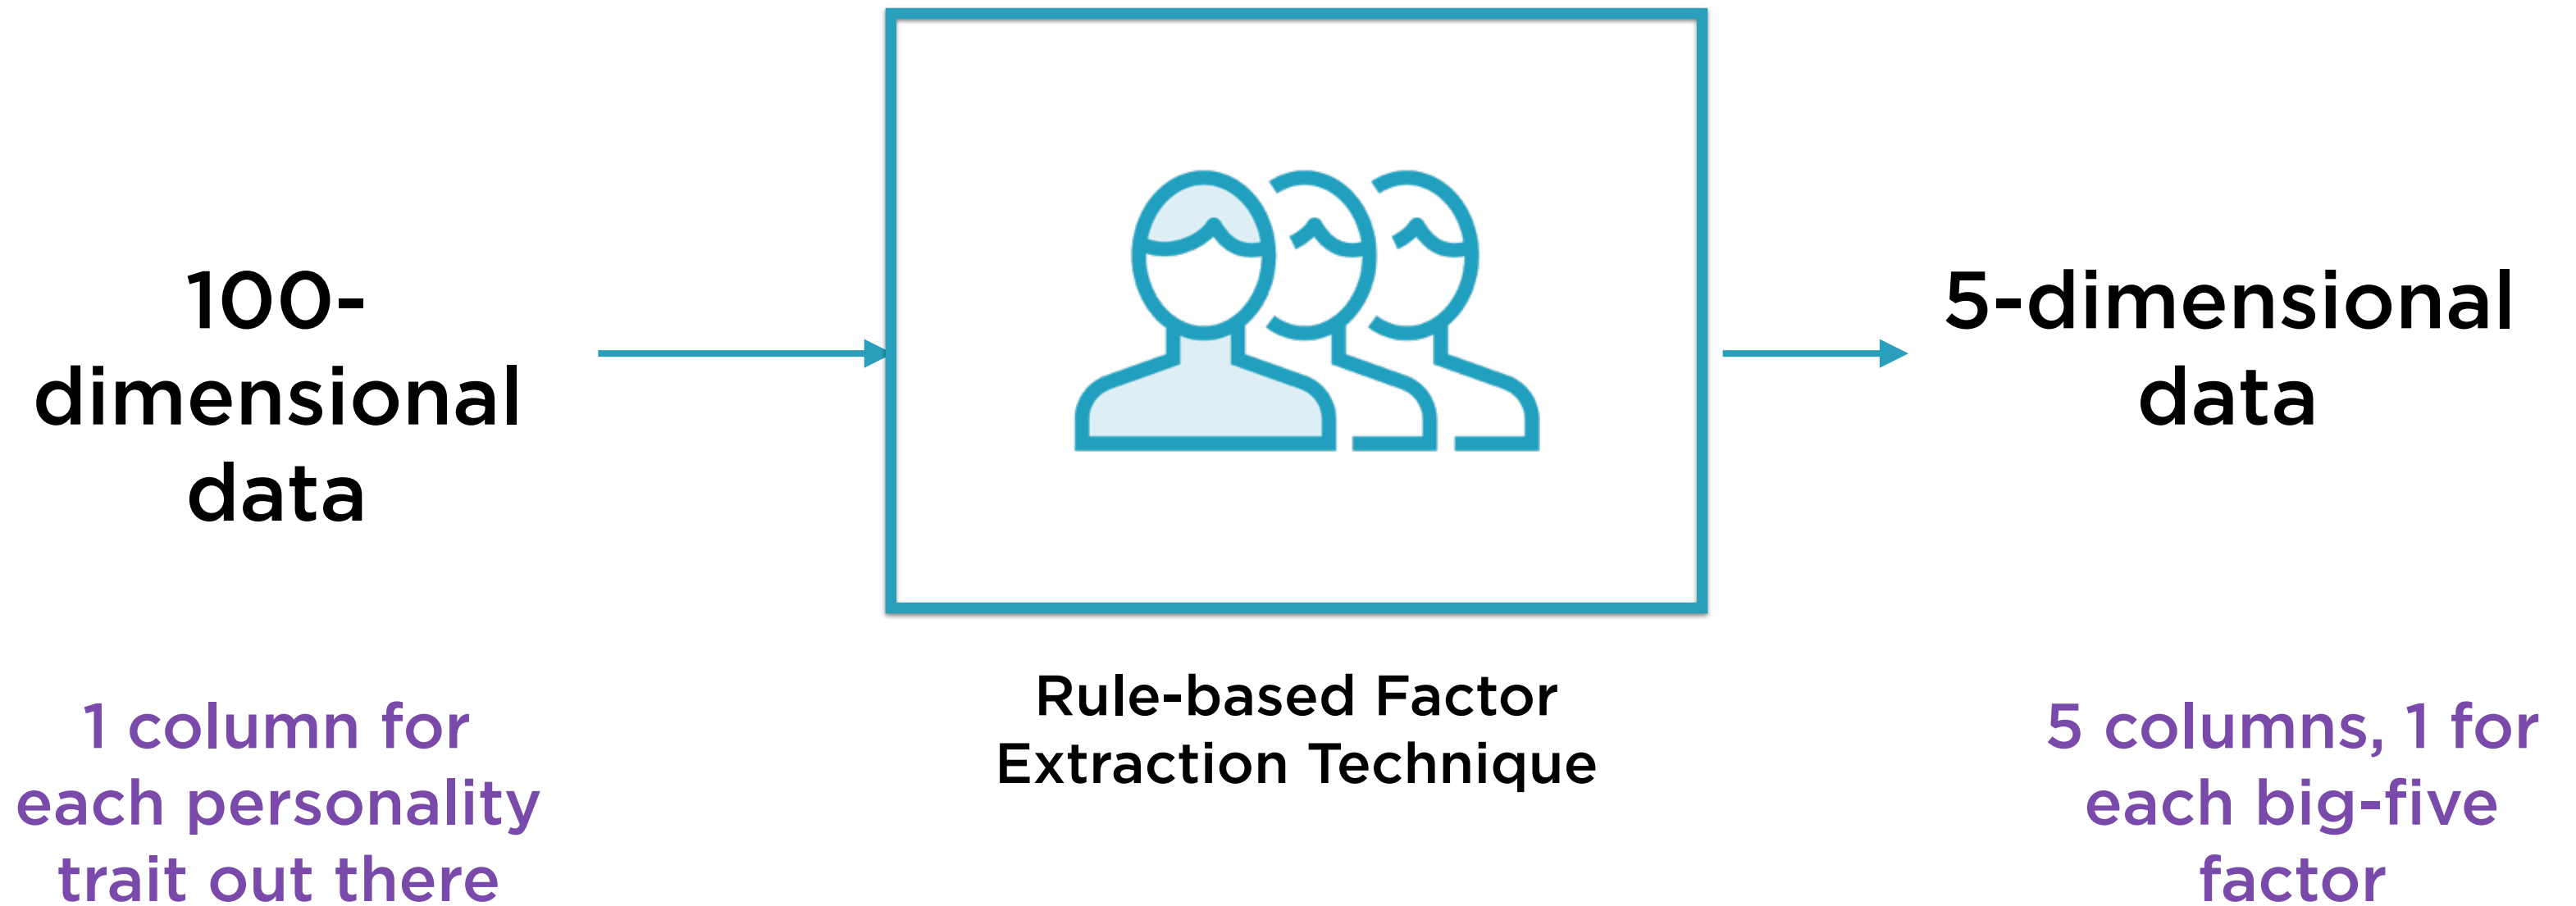 100-
dimensional
data
1 column for
each personality
trait out there
Rule-based Factor
Extraction Technique
5-dimensional
data
5 columns, 1 for
each big-five
factor